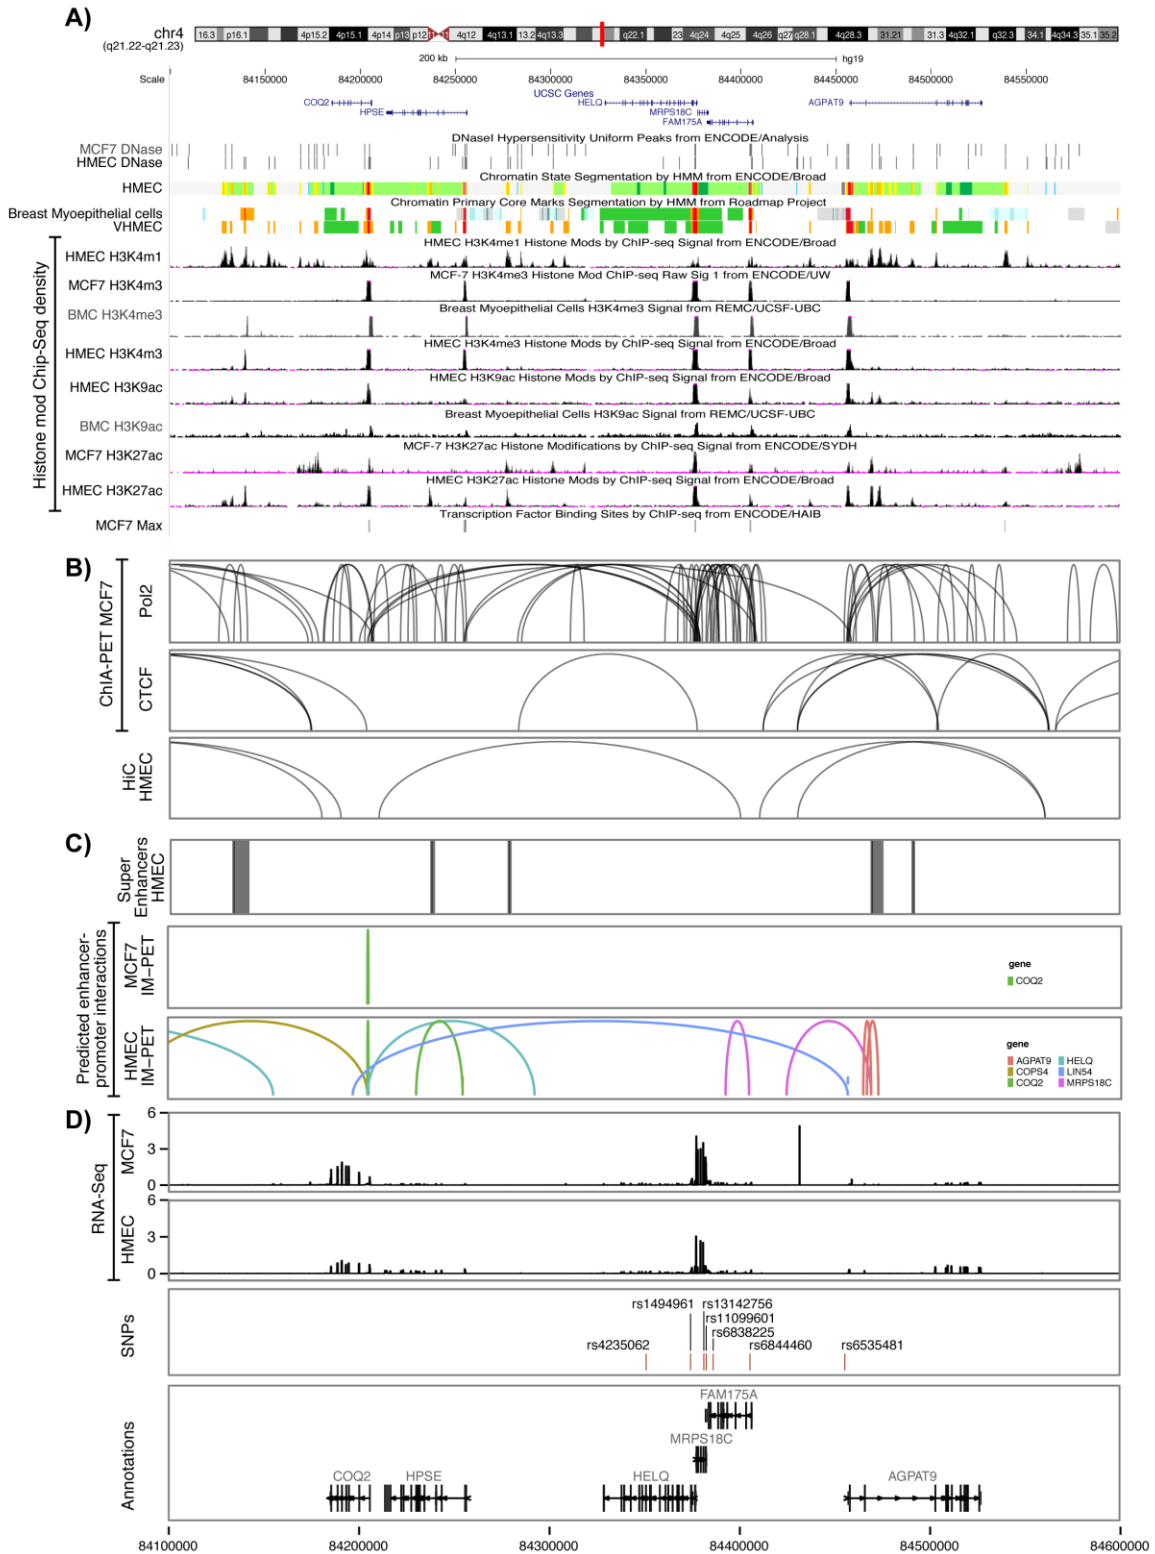 A)
chr4
(q21.22-q21.23)
16.3 p16.1 4p15.2 4p15.1 4p14 p13 p12 4q12 4q13.1 13.2 4q13.3 q22.1 23 4q24 4q25 4q26 q27 q28.1 4q28.3 31.21 31.3 4q32.1 q32.3 34.1 4q34.3 35.1 35.2
200 kb hg19
Scale 84150000 84200000 84250000 84300000 84350000 84400000 84450000 84500000 84550000
UCSC Genes
COQ2 HELQ AGPAT9
HPSE MRPS18C
FAM175A
DNaseI Hypersensitivity Uniform Peaks from ENCODE/Analysis
MCF7 DNase
HMEC DNase
Chromatin State Segmentation by HMM from ENCODE/Broad
HMEC
Chromatin Primary Core Marks Segmentation by HMM from Roadmap Project
Breast Myoepithelial cells
VHMEC
Histone mod Chip-Seq density
HMEC H3K4me1 Histone Mods by ChIP-seq Signal from ENCODE/Broad
HMEC H3K4m1
MCF-7 H3K4me3 Histone Mod ChIP-seq Raw Sig 1 from ENCODE/UW
MCF7 H3K4m3
Breast Myoepithelial Cells H3K4me3 Signal from REMC/UCSF-UBC
BMC H3K4me3
HMEC H3K4me3 Histone Mods by ChIP-seq Signal from ENCODE/Broad
HMEC H3K4m3
HMEC H3K9ac Histone Mods by ChIP-seq Signal from ENCODE/Broad
HMEC H3K9ac
Breast Myoepithelial Cells H3K9ac Signal from REMC/UCSF-UBC
BMC H3K9ac
MCF-7 H3K27ac Histone Modifications by ChIP-seq Signal from ENCODE/SYDH
MCF7 H3K27ac
HMEC H3K27ac Histone Mods by ChIP-seq Signal from ENCODE/Broad
HMEC H3K27ac
Transcription Factor Binding Sites by ChIP-seq from ENCODE/HAIB
MCF7 Max
B)
ChIA-PET MCF7
Pol2
CTCF
HiC
HMEC
C)
Super
Enhancers
HMEC
Predicted enhancer-
promoter interactions
MCF7
IM-PET
gene
COQ2
HMEC
IM-PET
gene
AGPAT9 HELQ
COPS4 LIN54
COQ2 MRPS18C
D)
RNA-Seq
MCF7
6
3
0
HMEC
6
3
0
SNPs
rs1494961 rs13142756
rs11099601
rs6838225
rs4235062 rs6844460 rs6535481
Annotations
FAM175A
MRPS18C
COQ2 HPSE HELQ AGPAT9
84100000 84200000 84300000 84400000 84500000 84600000